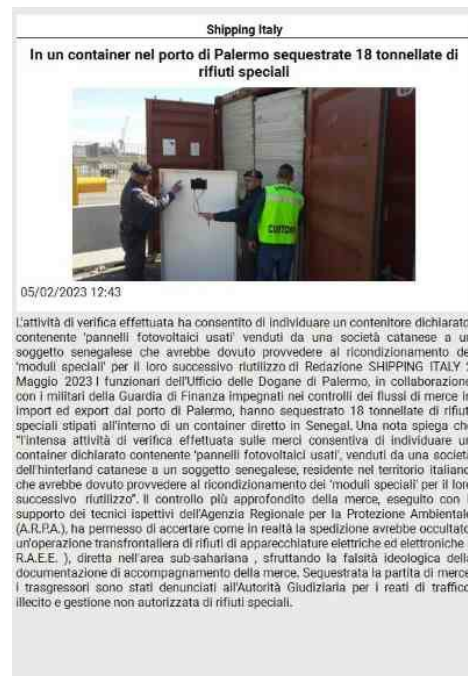 Shipping Italy
In un container nel porto di Palermo sequestrate 18 tonnellate di
rifiuti speciali
CUSTOMS
05/02/2023 12:43
L'attività di verifica effettuata ha consentito di individuare un contenitore dichiarato
contenente 'pannelli fotovoltaici usati' venduti da una società catanese a un
soggetto senegalese che avrebbe dovuto provvedere al ricondizionamento de
'moduli speciali' per il loro successivo riutilizzo di Redazione SHIPPING ITALY
Maggio 2023 I funzionari dell'Ufficio delle Dogane di Palermo, in collaborazione
con i militari della Guardia di Finanza impegnati nei controlli dei flussi di merce in
import ed export dal porto di Palermo, hanno sequestrato 18 tonnellate di rifiut
speciali stipati all'interno di un container diretto in Senegal. Una nota spiega che
"l'intensa attività di verifica effettuata sulle merci consentiva di individuare un
container dichiarato contenente 'pannelli fotovoltaici usati', venduti da una società
dell'hinterland catanese a un soggetto senegalese, residente nel territorio italiano
che avrebbe dovuto provvedere al ricondizionamento dei 'moduli speciali' per il loro
successivo riutilizzo". Il controllo più approfondito della merce, eseguito con
supporto dei tecnici ispettivi dell'Agenzia Regionale per la Protezione Ambientale
(A.R.P.A.), ha permesso di accertare come in realtà la spedizione avrebbe occultato
un'operazione transfrontaliera di rifiuti di apparecchiature elettriche ed elettroniche
R.A.E.E. ), diretta nell'area sub-sahariana , sfruttando la falsità ideologica della
documentazione di accompagnamento della merce. Sequestrata la partita di merce
i trasgressori sono stati denunciati all'Autorità Giudiziaria per i reati di traffico
illecito e gestione non autorizzata di rifiuti speciali.